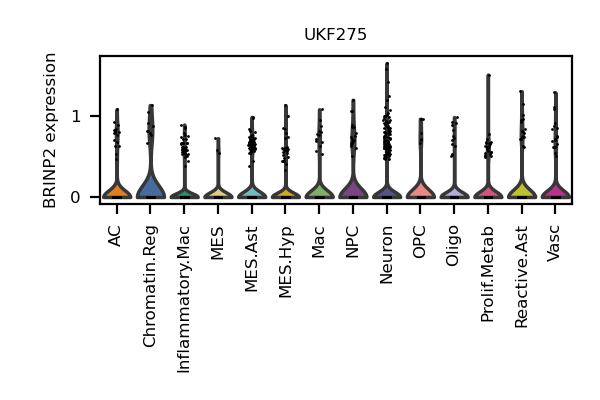 UKF275
BRINP2 expression
1
0
AC
Chromatin.Reg
Inflammatory.Mac
MES
MES.Ast
MES.Hyp
Mac
NPC
Neuron
OPC
Oligo
Prolif.Metab
Reactive.Ast
Vasc